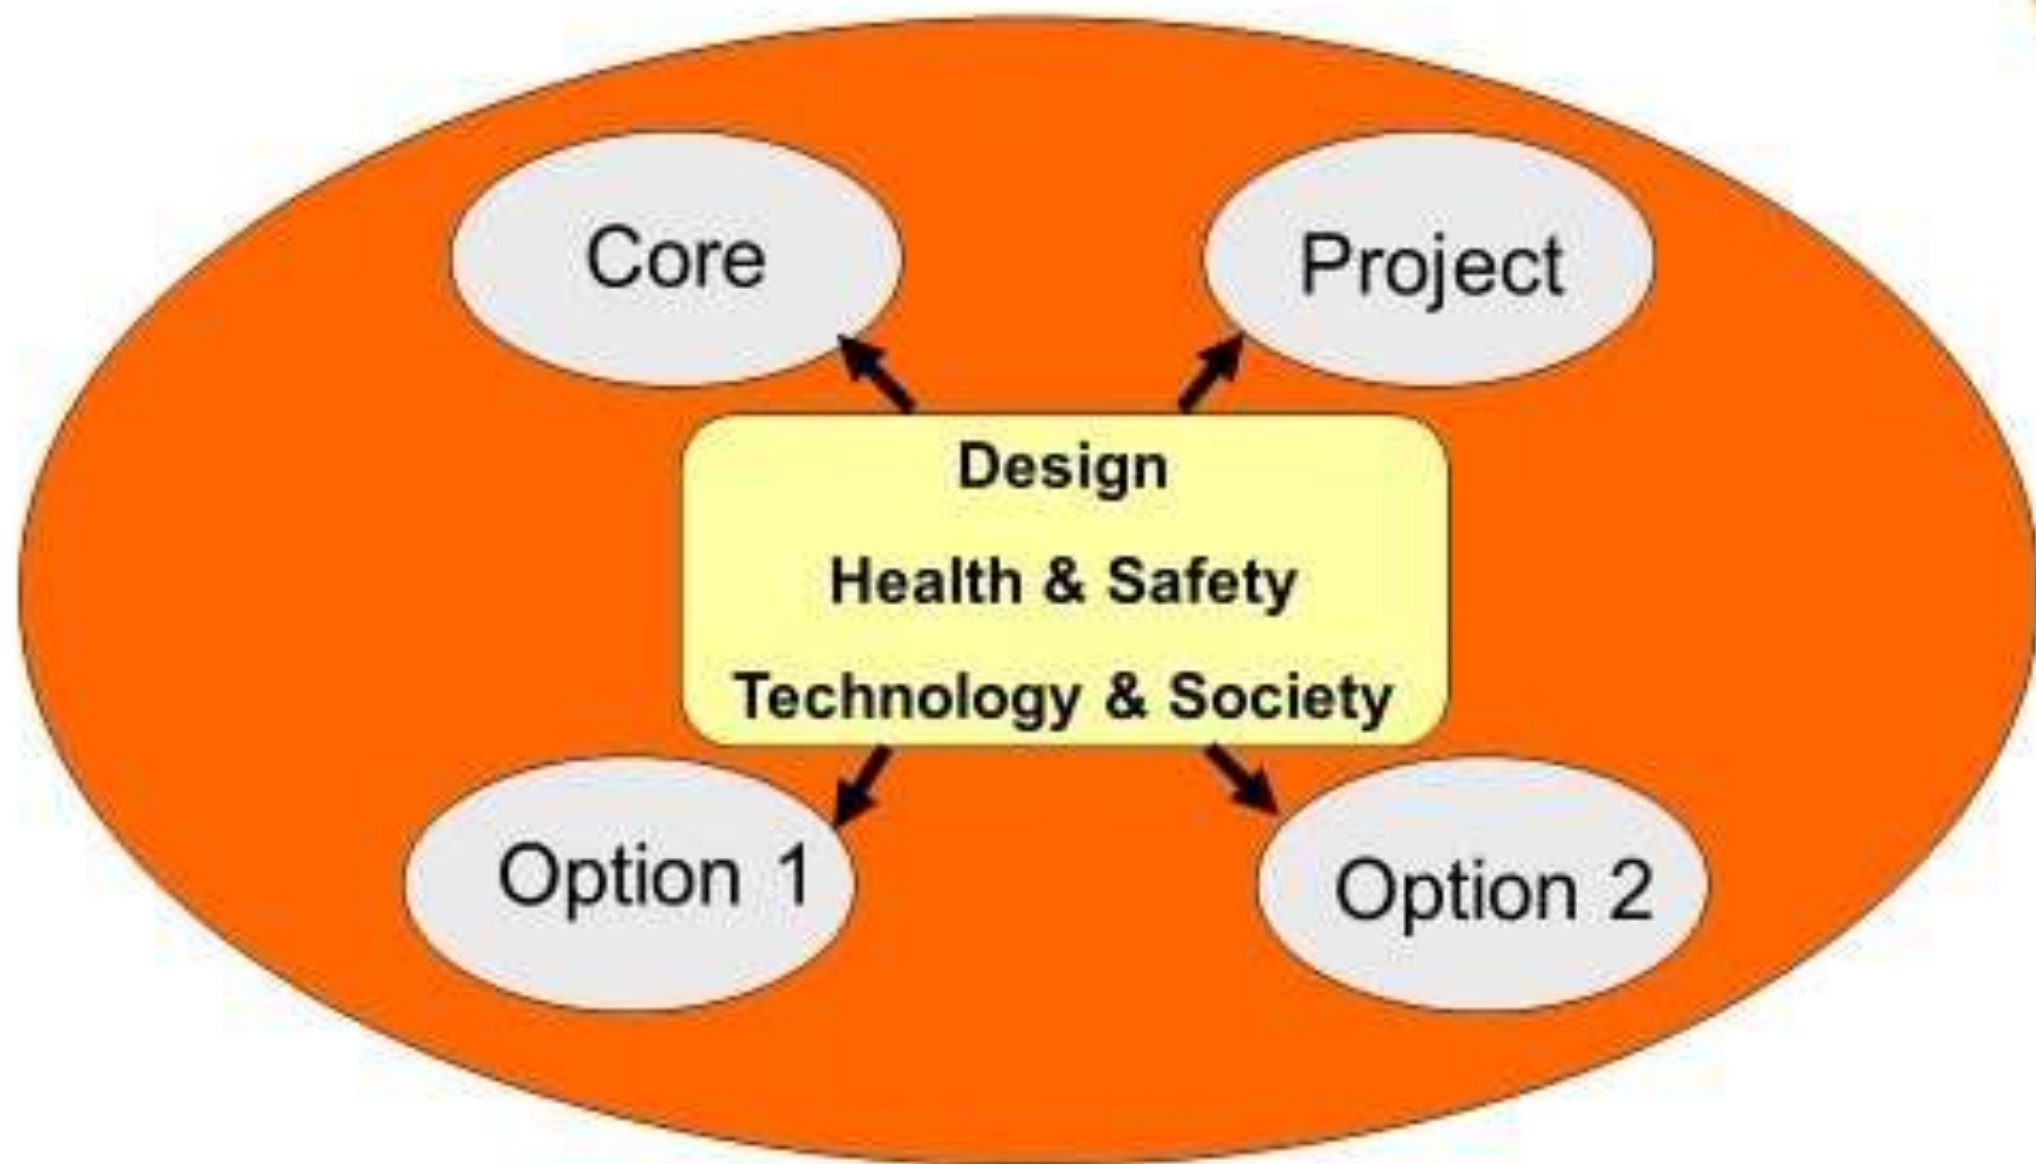 Core
Project
Design
Health & Safety
Technology & Society
Option 1
Option 2